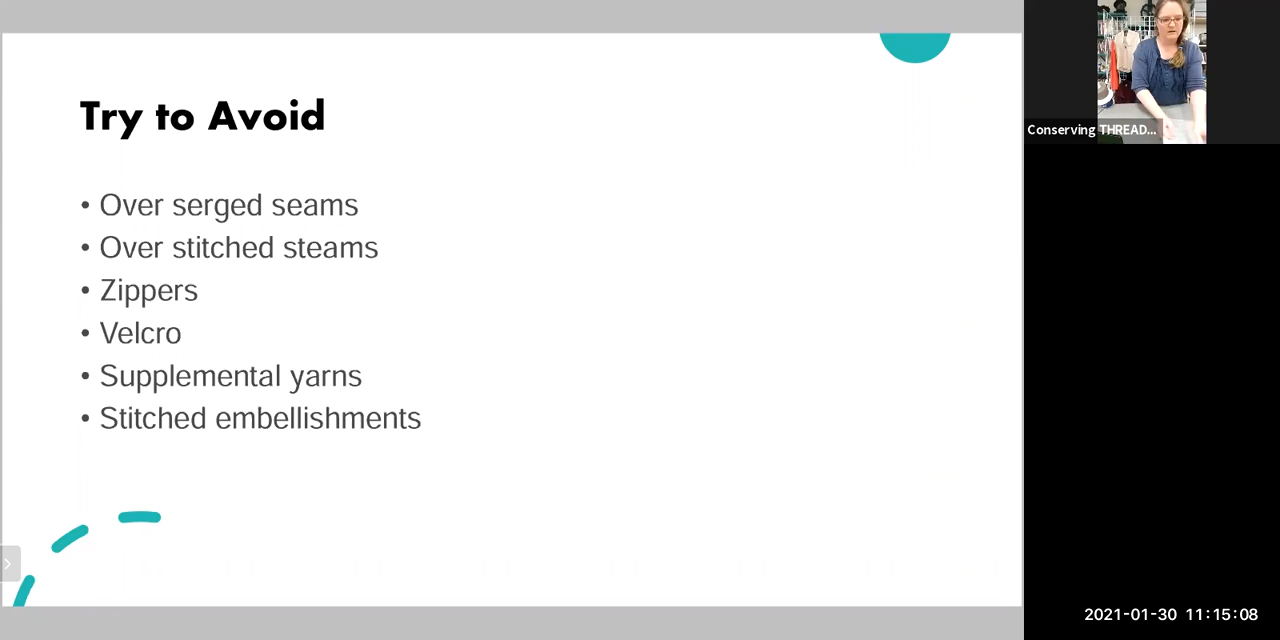 Try to Avoid
• Over serged seams
• Over stitched steams
• Zippers
• Velcro
• Supplemental yarns
• Stitched embellishments
Conserving THREAD...
2021-01-30 11:15:08